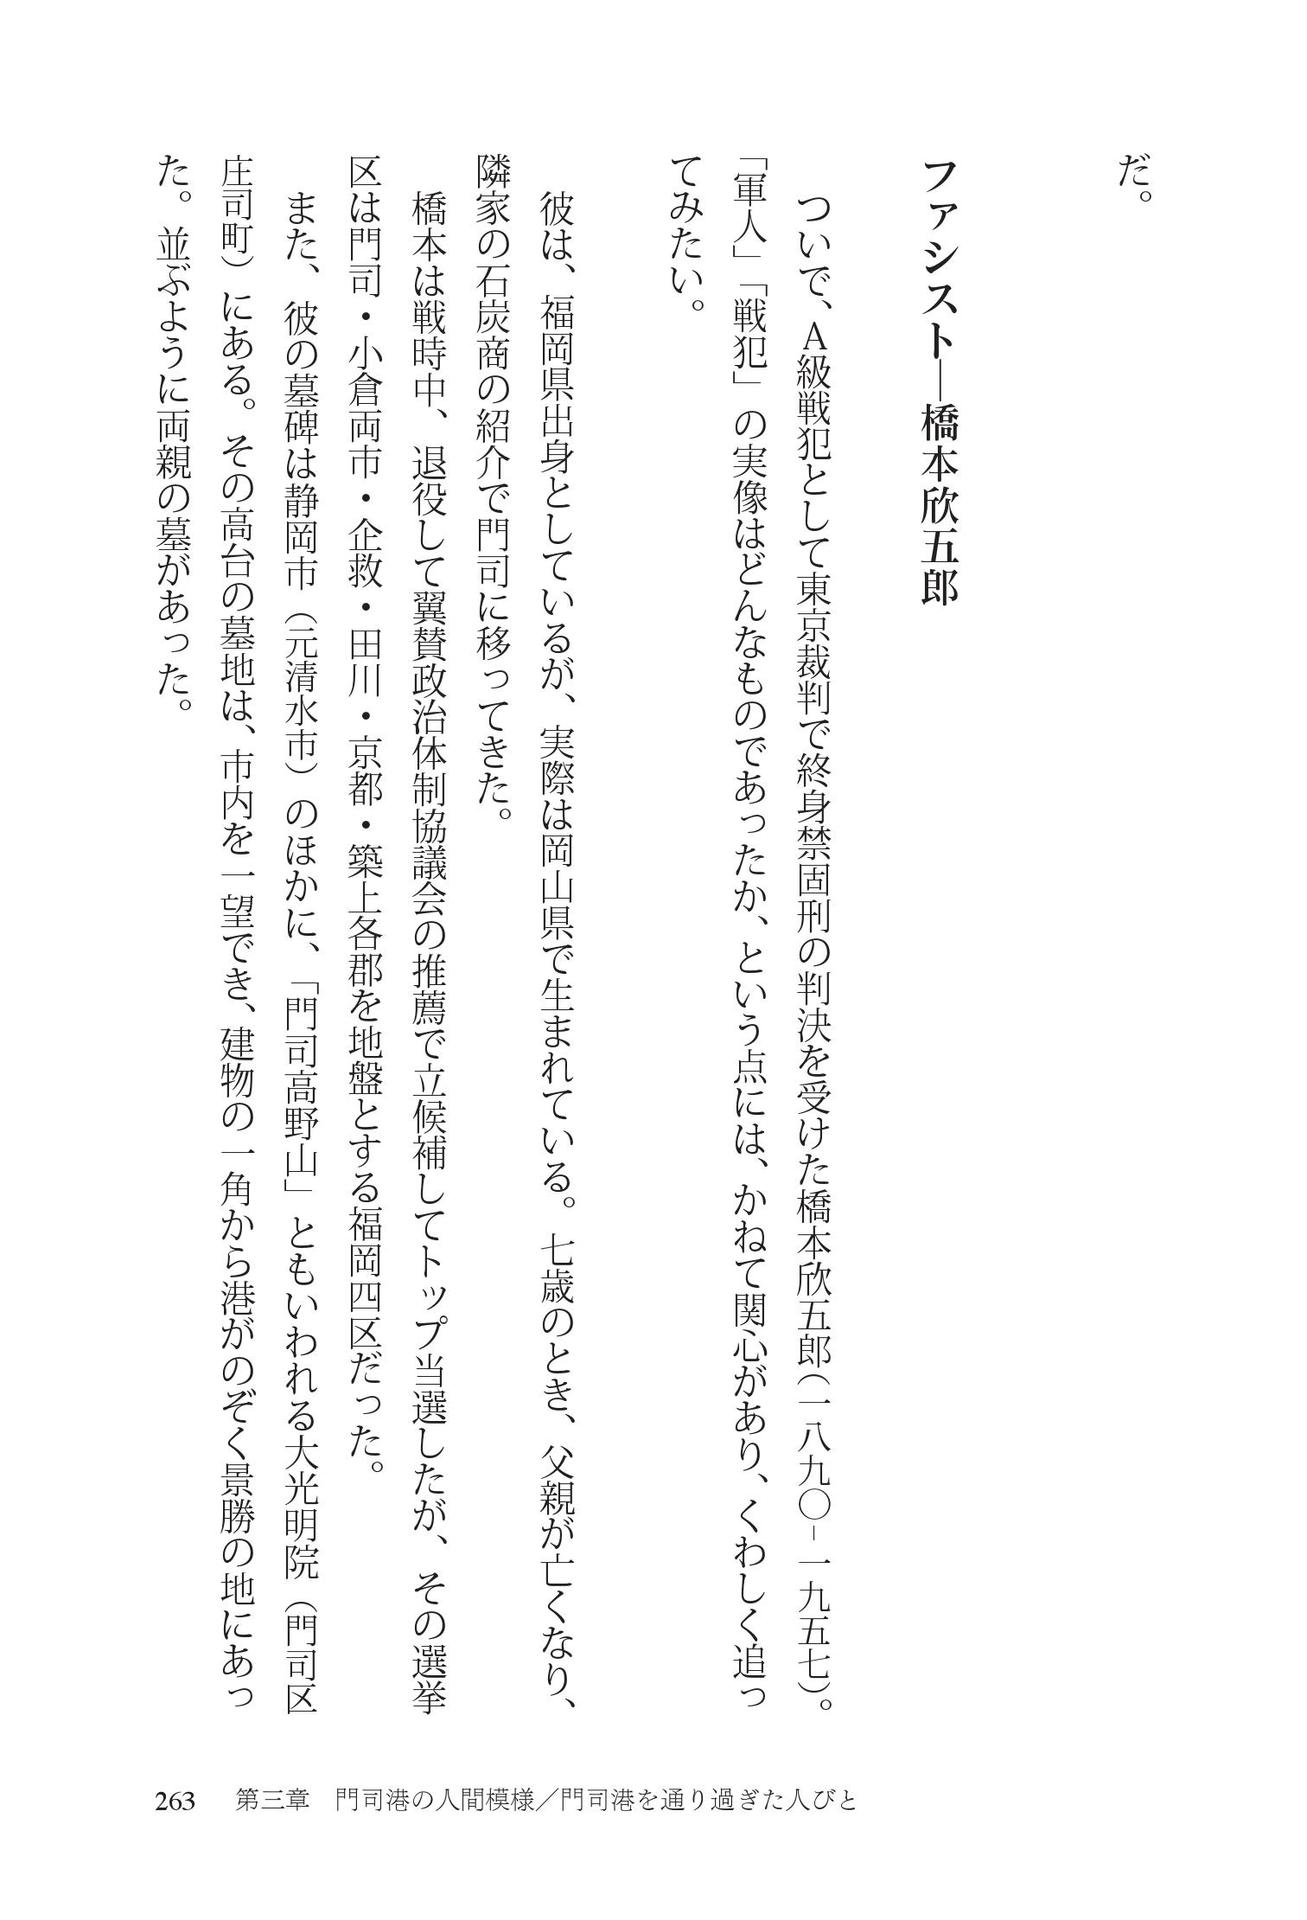 だ。
ファシスト―橋本欣五郎
ついで、A級戦犯として東京裁判で終身禁固刑の判決を受けた橋本欣五郎（一八九〇－一九五七）。
「軍人」「戦犯」の実像はどんなものであったか、という点には、かねて関心があり、くわしく追っ
てみたい。
彼は、福岡県出身としているが、実際は岡山県で生まれている。七歳のとき、父親が亡くなり、
隣家の石炭商の紹介で門司に移ってきた。
橋本は戦時中、退役して翼賛政治体制協議会の推薦で立候補してトップ当選したが、その選挙
区は門司・小倉両市・企救・田川・京都・築上各郡を地盤とする福岡四区だった。
また、彼の墓碑は静岡市（元清水市）のほかに、「門司高野山」ともいわれる大光明院（門司区
庄司町）にある。その高台の墓地は、市内を一望でき、建物の一角から港がのぞく景勝の地にあっ
た。並ぶように両親の墓があった。
263　第三章　門司港の人間模様／門司港を通り過ぎた人びと